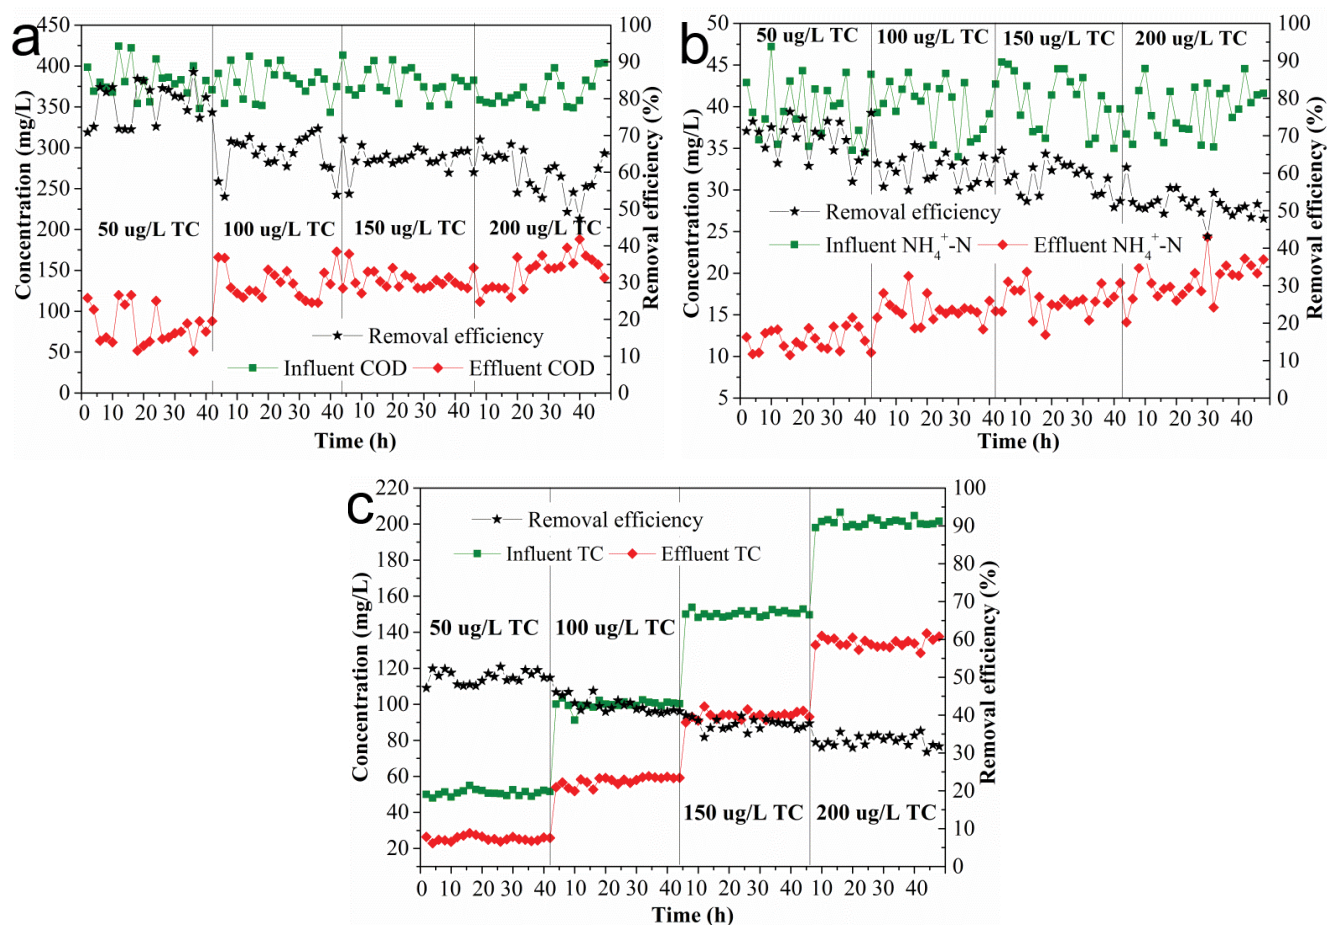 a
450
400
350
300
250
200
150
100
50
0
Concentration (mg/L)
100
90
80
70
60
50
40
30
20
10
0
Removal efficiency (%)
50 ug/L TC
100 ug/L TC
150 ug/L TC
200 ug/L TC
Removal efficiency
Influent COD
Effluent COD
0 10 20 30 40 10 20 30 40 10 20 30 40 10 20 30 40
Time (h)
b
50
45
40
35
30
25
20
15
10
5
Concentration (mg/L)
100
90
80
70
60
50
40
30
20
10
0
Removal efficiency (%)
50 ug/L TC
100 ug/L TC
150 ug/L TC
200 ug/L TC
Removal efficiency
Influent NH₄⁺-N
Effluent NH₄⁺-N
0 10 20 30 40 10 20 30 40 10 20 30 40 10 20 30 40
Time (h)
c
220
200
180
160
140
120
100
80
60
40
20
Concentration (mg/L)
100
90
80
70
60
50
40
30
20
10
0
Removal efficiency (%)
Removal efficiency
Influent TC
Effluent TC
50 ug/L TC
100 ug/L TC
150 ug/L TC
200 ug/L TC
0 10 20 30 40 10 20 30 40 10 20 30 40 10 20 30 40
Time (h)